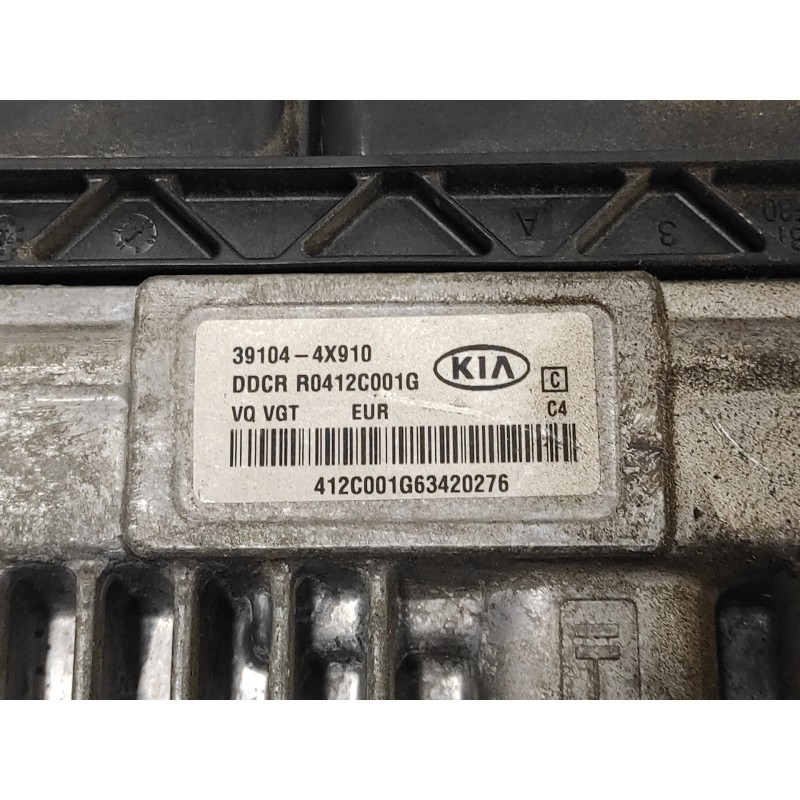 A
3
39104-4X910
KIA
DDCR R0412C001G
C
VQ VGT EUR C4
412C001G63420276